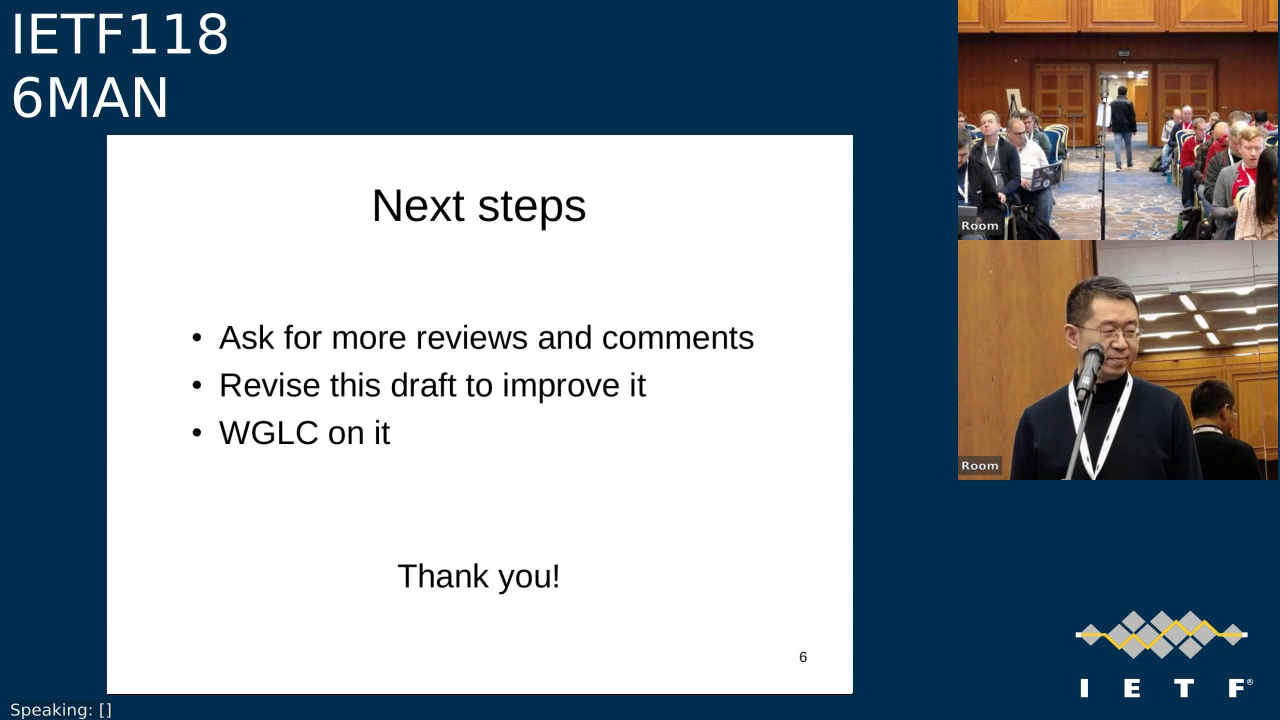 IETF118
6MAN
Room
Next steps
• Ask for more reviews and comments
• Revise this draft to improve it
• WGLC on it
Room
Thank you!
6
I E T F®
Speaking: []